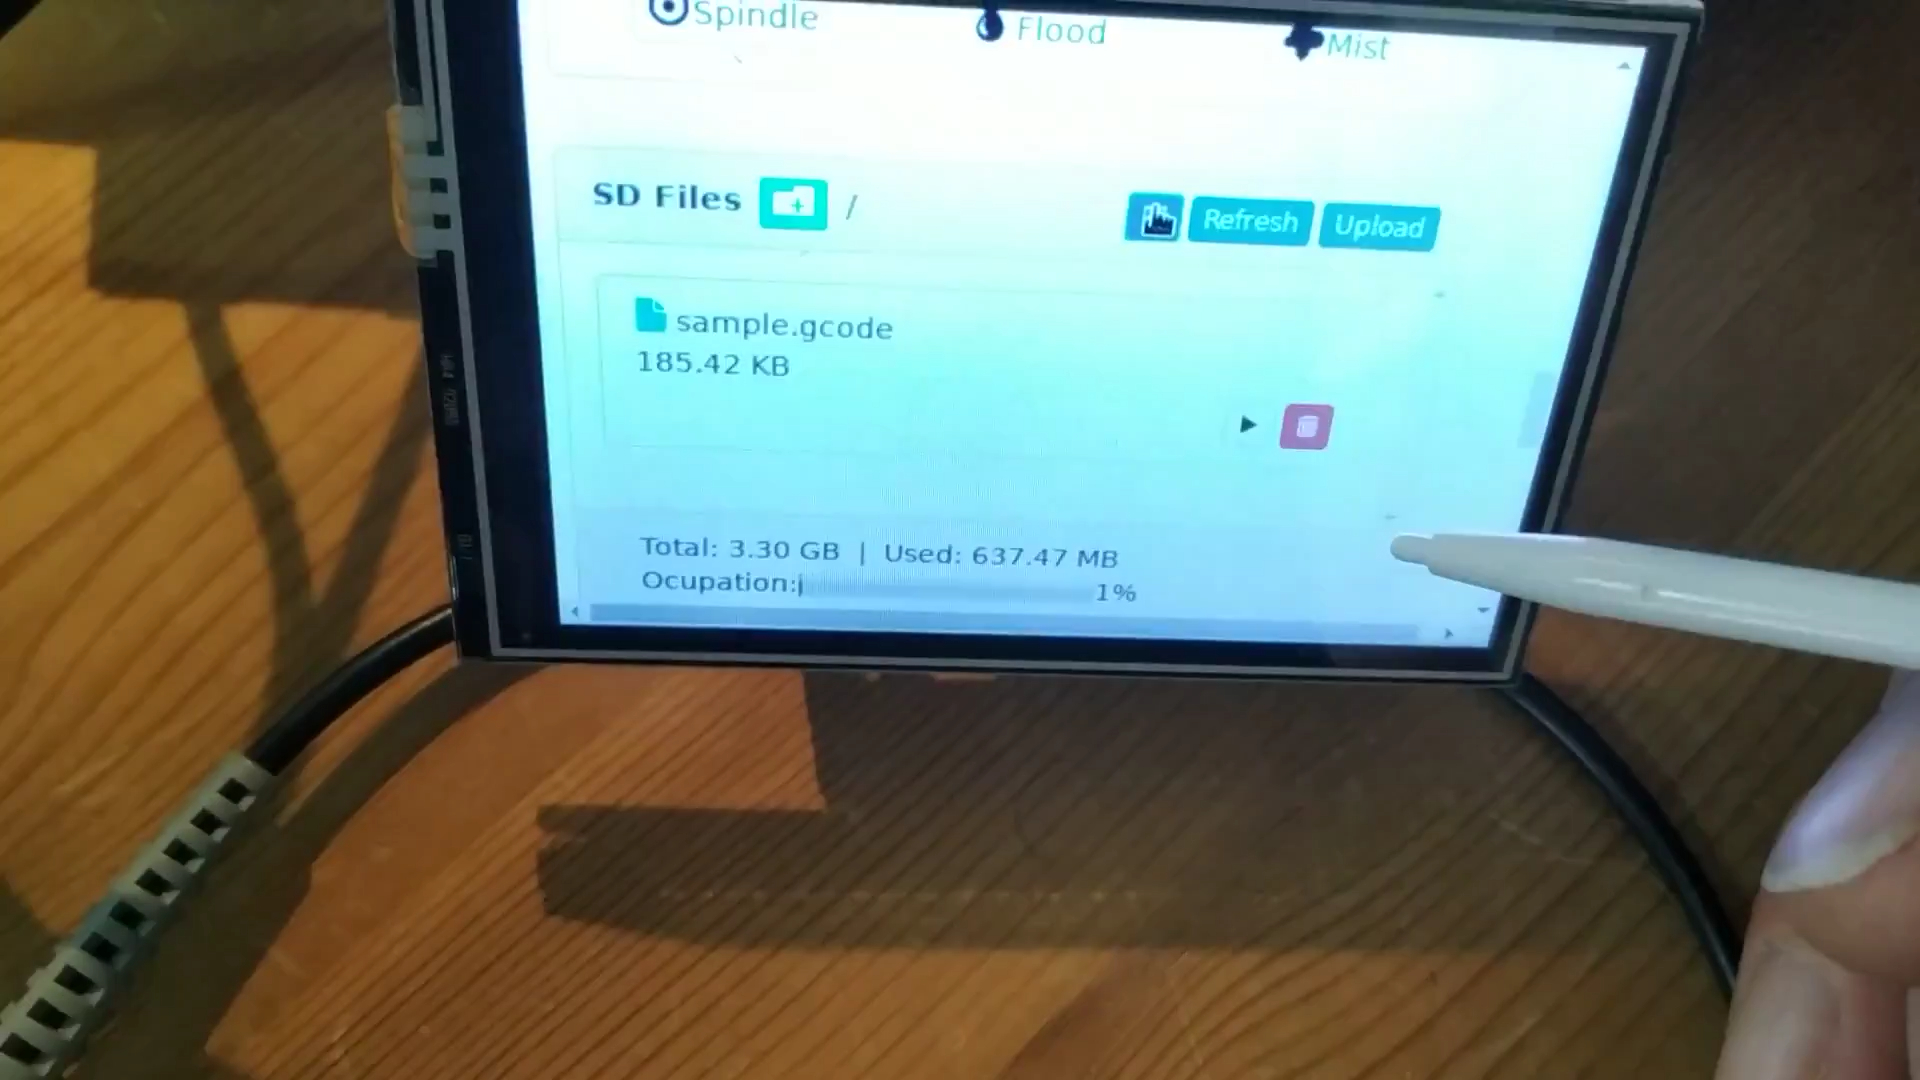 Spindle Flood Mist
SD Files / Refresh Upload
sample.gcode
185.42 KB
Total: 3.30 GB | Used: 637.47 MB
Ocupation: 1%